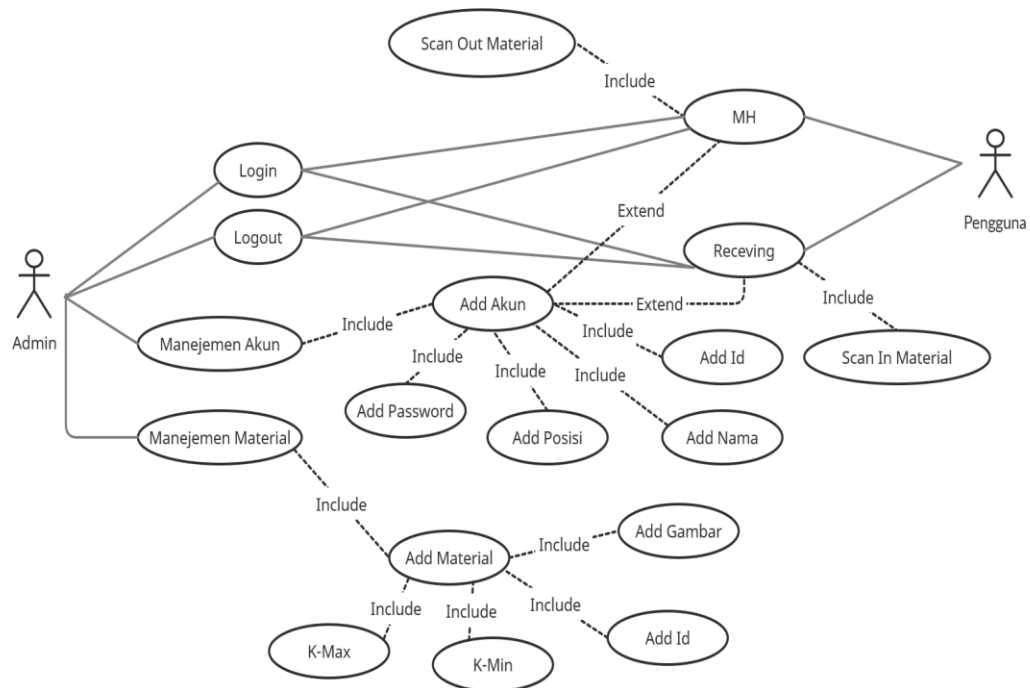 Scan Out Material
Include
MH
Login
Pengguna
Extend
Logout
Receving
Include
Add Akun
Extend
Admin
Include
Include
Manejemen Akun
Include
Add Id
Scan In Material
Include
Include
Add Password
Add Posisi
Add Nama
Manejemen Material
Include
Add Gambar
Include
Add Material
Include
Include
Include
Add Id
K-Max
K-Min